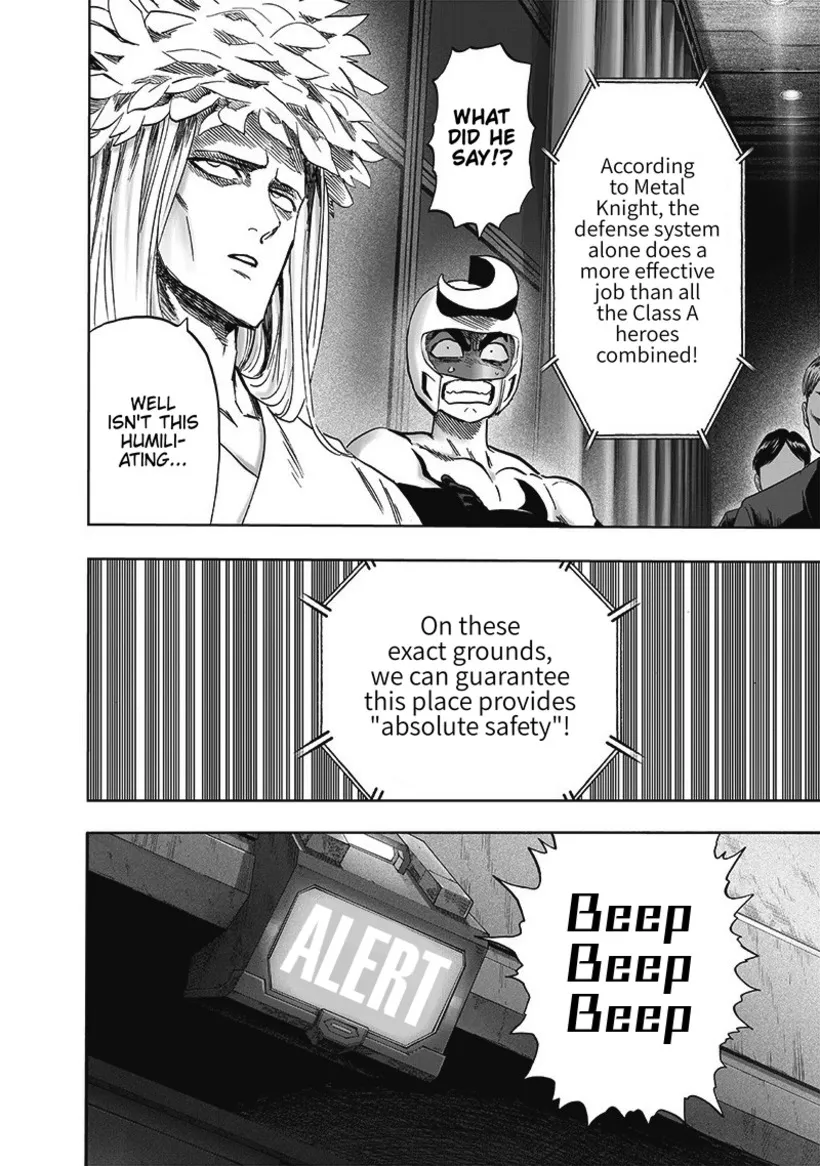 WHAT
DID HE
SAY!?
According
to Metal
Knight, the
defense system
alone does a
more effective
job than all
the Class A
heroes
combined!
WELL
ISN'T THIS
HUMILI-
ATING...
On these
exact grounds,
we can guarantee
this place provides
"absolute safety"!
ALERT
Beep
Beep
Beep